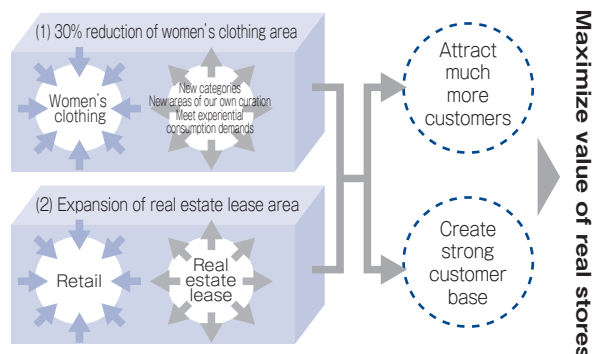 (1) 30% reduction of women's clothing area
Women's
clothing
New categories
New areas of our own curation
Meet experiential
consumption demands
(2) Expansion of real estate lease area
Retail
Real
estate
lease
Attract
much
more
customers
Create
strong
customer
base
Maximize value of real stores